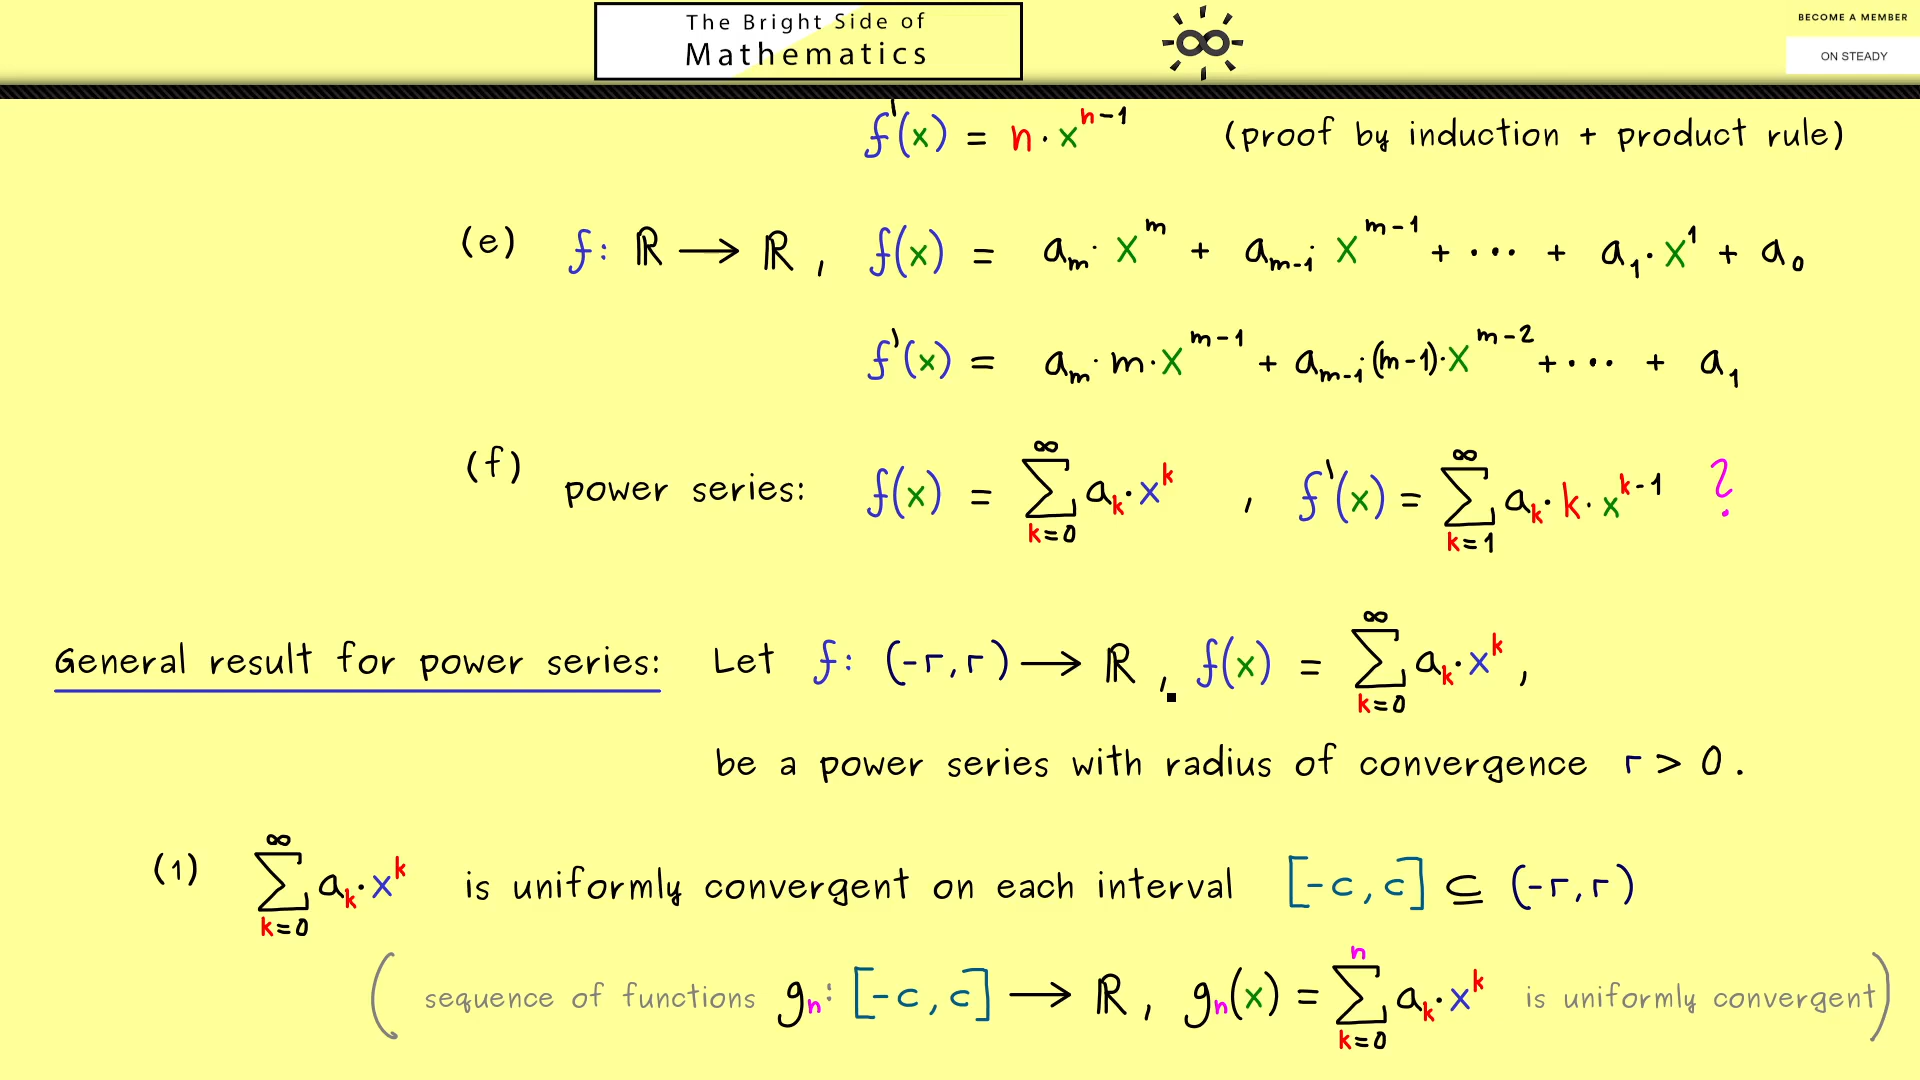 The Bright Side of
Mathematics
BECOME A MEMBER
ON STEADY
f'(x) = n · x^{n-1} (proof by induction + product rule)
(e) f: ℝ ⟶ ℝ , f(x) = a_m · x^m + a_{m-1} · x^{m-1} + ··· + a_1 · x^1 + a_0
f'(x) = a_m · m · x^{m-1} + a_{m-1} · (m-1) · x^{m-2} + ··· + a_1
(f) power series: f(x) = ∑_{k=0}^{∞} a_k · x^k , f'(x) = ∑_{k=1}^{∞} a_k · k · x^{k-1} ?
General result for power series: Let f: (-r, r) ⟶ ℝ , f(x) = ∑_{k=0}^{∞} a_k · x^k ,
be a power series with radius of convergence r > 0 .
(1) ∑_{k=0}^{∞} a_k · x^k is uniformly convergent on each interval [-c, c] ⊆ (-r, r)
( sequence of functions g_n: [-c, c] ⟶ ℝ , g_n(x) = ∑_{k=0}^{n} a_k · x^k is uniformly convergent )